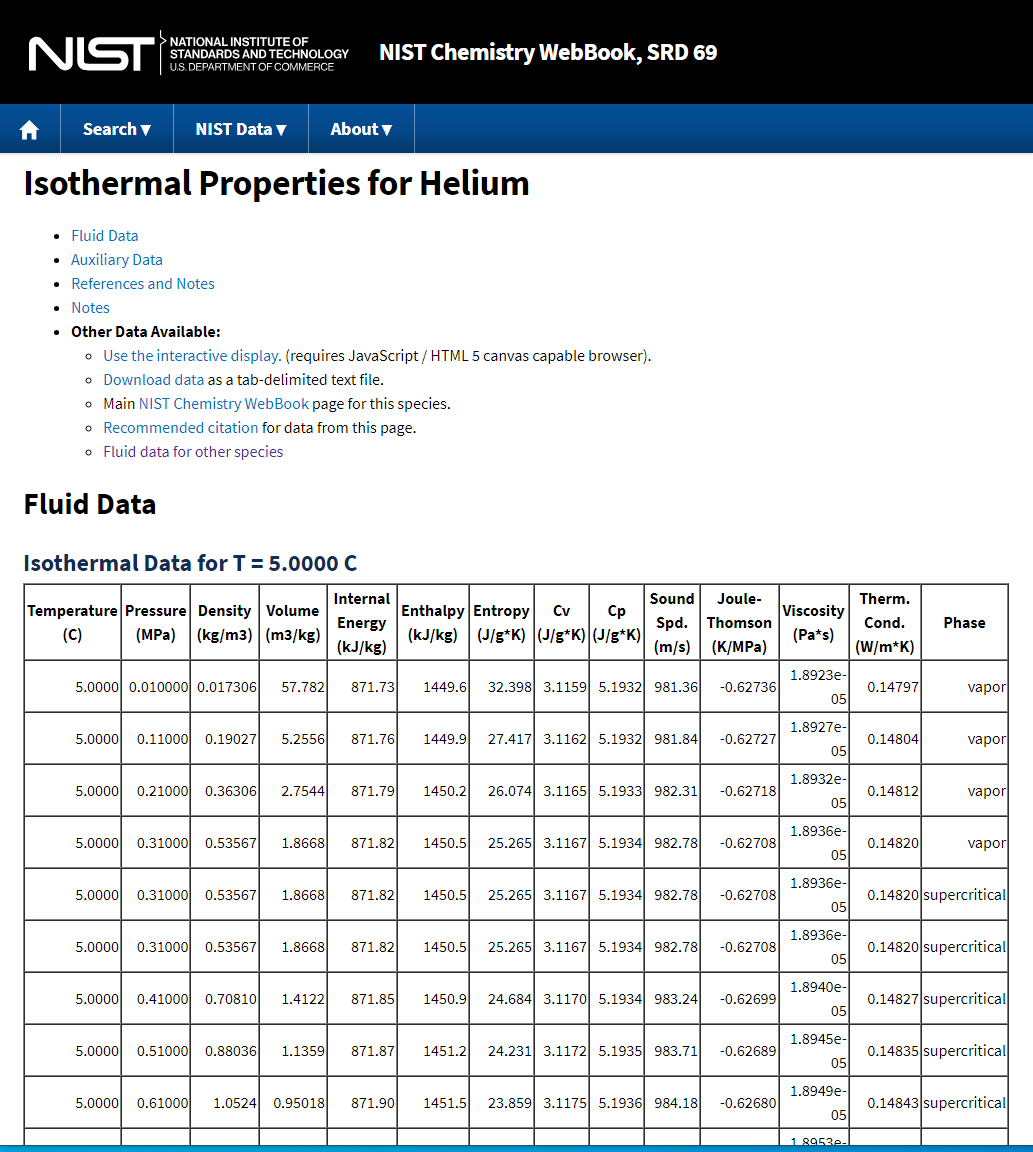 NIST
NATIONAL INSTITUTE OF
STANDARDS AND TECHNOLOGY
U.S. DEPARTMENT OF COMMERCE
NIST Chemistry WebBook, SRD 69
Search▼ NIST Data▼ About▼
Isothermal Properties for Helium
• Fluid Data
• Auxiliary Data
• References and Notes
• Notes
• Other Data Available:
◦ Use the interactive display. (requires JavaScript / HTML 5 canvas capable browser).
◦ Download data as a tab-delimited text file.
◦ Main NIST Chemistry WebBook page for this species.
◦ Recommended citation for data from this page.
◦ Fluid data for other species
Fluid Data
Isothermal Data for T = 5.0000 C
Temperature (C) Pressure (MPa) Density (kg/m3) Volume (m3/kg) Internal Energy (kJ/kg) Enthalpy (kJ/kg) Entropy (J/g*K) Cv (J/g*K) Cp (J/g*K) Sound Spd. (m/s) Joule-Thomson (K/MPa) Viscosity (Pa*s) Therm. Cond. (W/m*K) Phase
5.0000 0.010000 0.017306 57.782 871.73 1449.6 32.398 3.1159 5.1932 981.36 -0.62736 1.8923e-05 0.14797 vapor
5.0000 0.11000 0.19027 5.2556 871.76 1449.9 27.417 3.1162 5.1932 981.84 -0.62727 1.8927e-05 0.14804 vapor
5.0000 0.21000 0.36306 2.7544 871.79 1450.2 26.074 3.1165 5.1933 982.31 -0.62718 1.8932e-05 0.14812 vapor
5.0000 0.31000 0.53567 1.8668 871.82 1450.5 25.265 3.1167 5.1934 982.78 -0.62708 1.8936e-05 0.14820 vapor
5.0000 0.31000 0.53567 1.8668 871.82 1450.5 25.265 3.1167 5.1934 982.78 -0.62708 1.8936e-05 0.14820 supercritical
5.0000 0.31000 0.53567 1.8668 871.82 1450.5 25.265 3.1167 5.1934 982.78 -0.62708 1.8936e-05 0.14820 supercritical
5.0000 0.41000 0.70810 1.4122 871.85 1450.9 24.684 3.1170 5.1934 983.24 -0.62699 1.8940e-05 0.14827 supercritical
5.0000 0.51000 0.88036 1.1359 871.87 1451.2 24.231 3.1172 5.1935 983.71 -0.62689 1.8945e-05 0.14835 supercritical
5.0000 0.61000 1.0524 0.95018 871.90 1451.5 23.859 3.1175 5.1936 984.18 -0.62680 1.8949e-05 0.14843 supercritical
1.8953e-